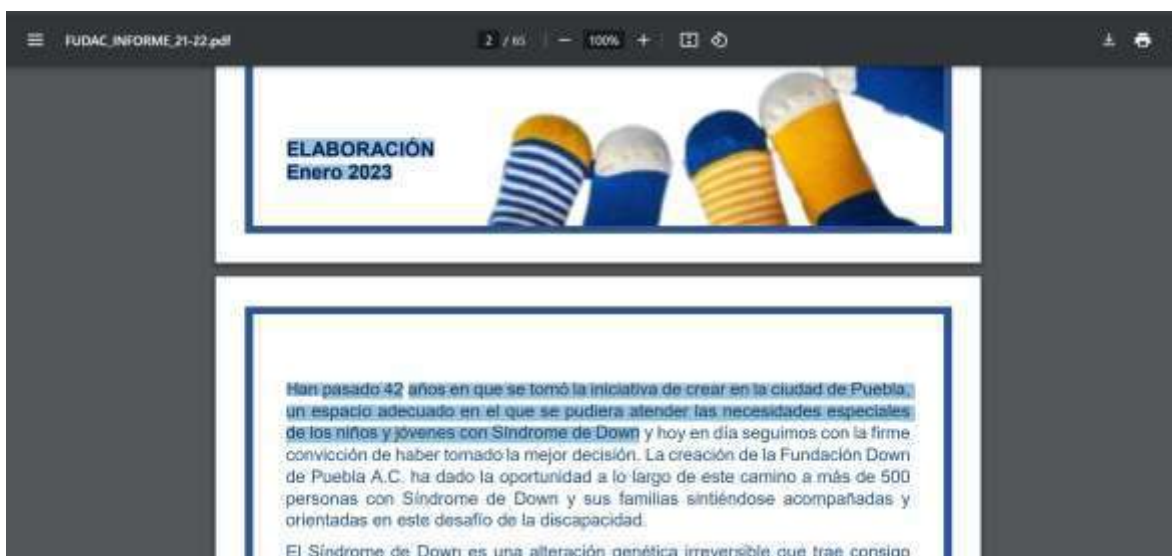 FUDAC_INFORME_21-22.pdf
2 / 65
100%
ELABORACIÓN
Enero 2023
Han pasado 42 años en que se tomó la iniciativa de crear en la ciudad de Puebla,
un espacio adecuado en el que se pudiera atender las necesidades especiales
de los niños y jóvenes con Síndrome de Down y hoy en día seguimos con la firme
convicción de haber tomado la mejor decisión. La creación de la Fundación Down
de Puebla A.C. ha dado la oportunidad a lo largo de este camino a más de 500
personas con Síndrome de Down y sus familias sintiéndose acompañadas y
orientadas en este desafío de la discapacidad.
El Síndrome de Down es una alteración genética irreversible que trae consigo